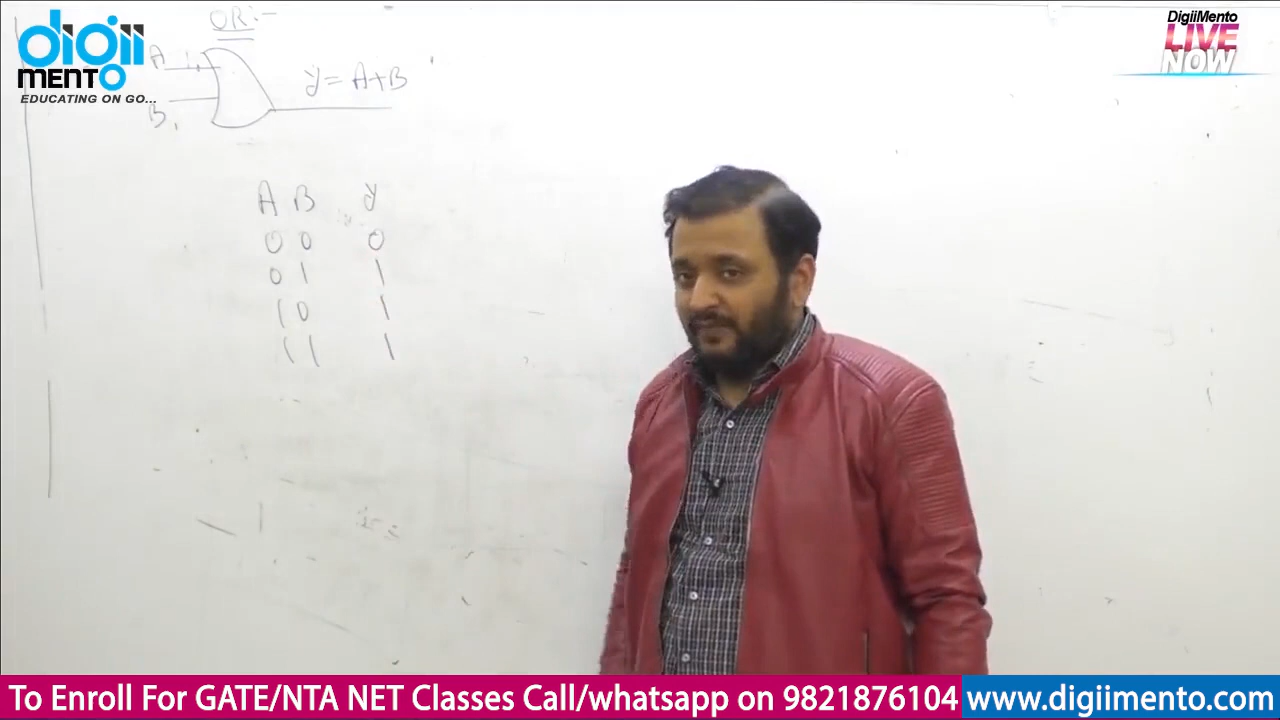 OR:-
digii
MENTO
EDUCATING ON GO...
DigiiMento
LIVE
NOW
A
B
y = A+B
A B y
0 0 0
0 1 1
1 0 1
1 1 1
To Enroll For GATE/NTA NET Classes Call/whatsapp on 9821876104 www.digiimento.com